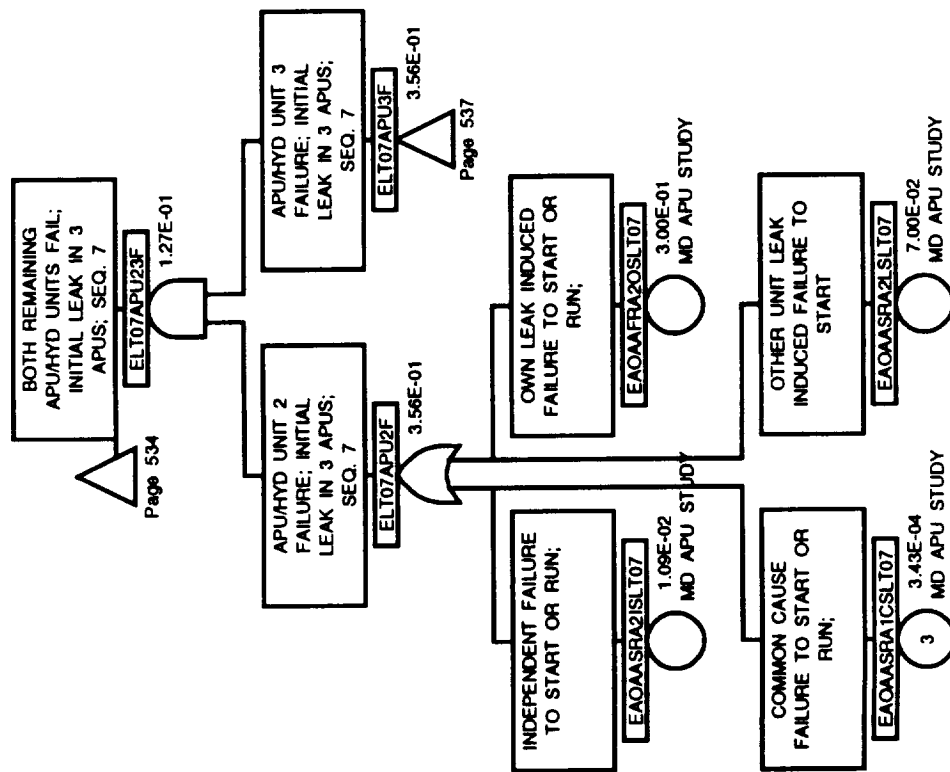 BOTH REMAINING
APU/HYD UNITS FAIL;
INITIAL LEAK IN 3
APUS; SEQ. 7
ELT07APU23F
1.27E-01
Page 534
APU/HYD UNIT 2
FAILURE; INITIAL
LEAK IN 3 APUS;
SEQ. 7
ELT07APU2F
3.56E-01
APU/HYD UNIT 3
FAILURE; INITIAL
LEAK IN 3 APUS;
SEQ. 7
ELT07APU3F
3.56E-01
Page 537
INDEPENDENT FAILURE
TO START OR RUN;
EAOAASRA2ISLT07
1.09E-02
MD APU STUDY
OWN LEAK INDUCED
FAILURE TO START OR
RUN;
EAOAAFRA2OSLT07
3.00E-01
MD APU STUDY
COMMON CAUSE
FAILURE TO START OR
RUN;
EAOAASRA1CSLT07
3.43E-04
MD APU STUDY
3
OTHER UNIT LEAK
INDUCED FAILURE TO
START
EAOAASRA2LSLT07
7.00E-02
MD APU STUDY